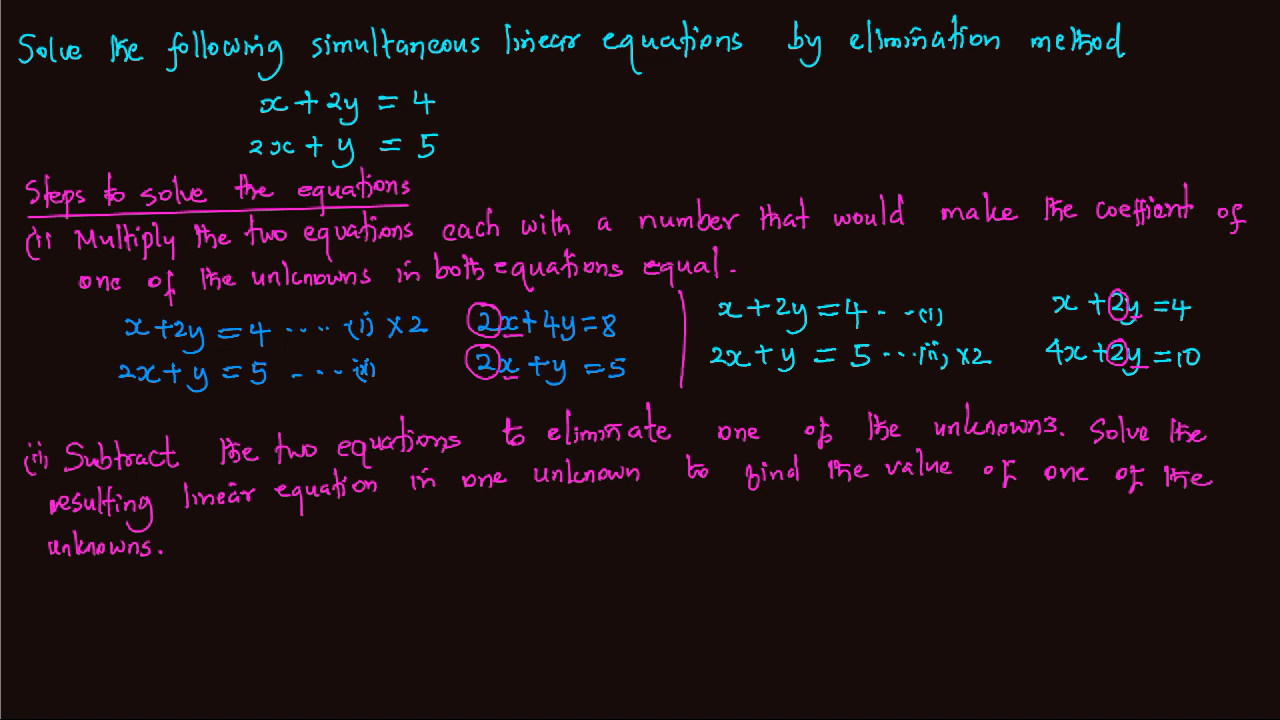 Solve the following simultaneous linear equations by elimination method
x + 2y = 4
2x + y = 5
Steps to solve the equations
(i) Multiply the two equations each with a number that would make the coeffient of
one of the unknowns in both equations equal.
x + 2y = 4 ..... (i) × 2 2x + 4y = 8 x + 2y = 4 - - (i) x + 2y = 4
2x + y = 5 - . . . (ii) 2x + y = 5 2x + y = 5 ... (ii) × 2 4x + 2y = 10
(ii) Subtract the two equations to eliminate one of the unknowns. Solve the
resulting linear equation in one unknown to find the value of one of the
unknowns.